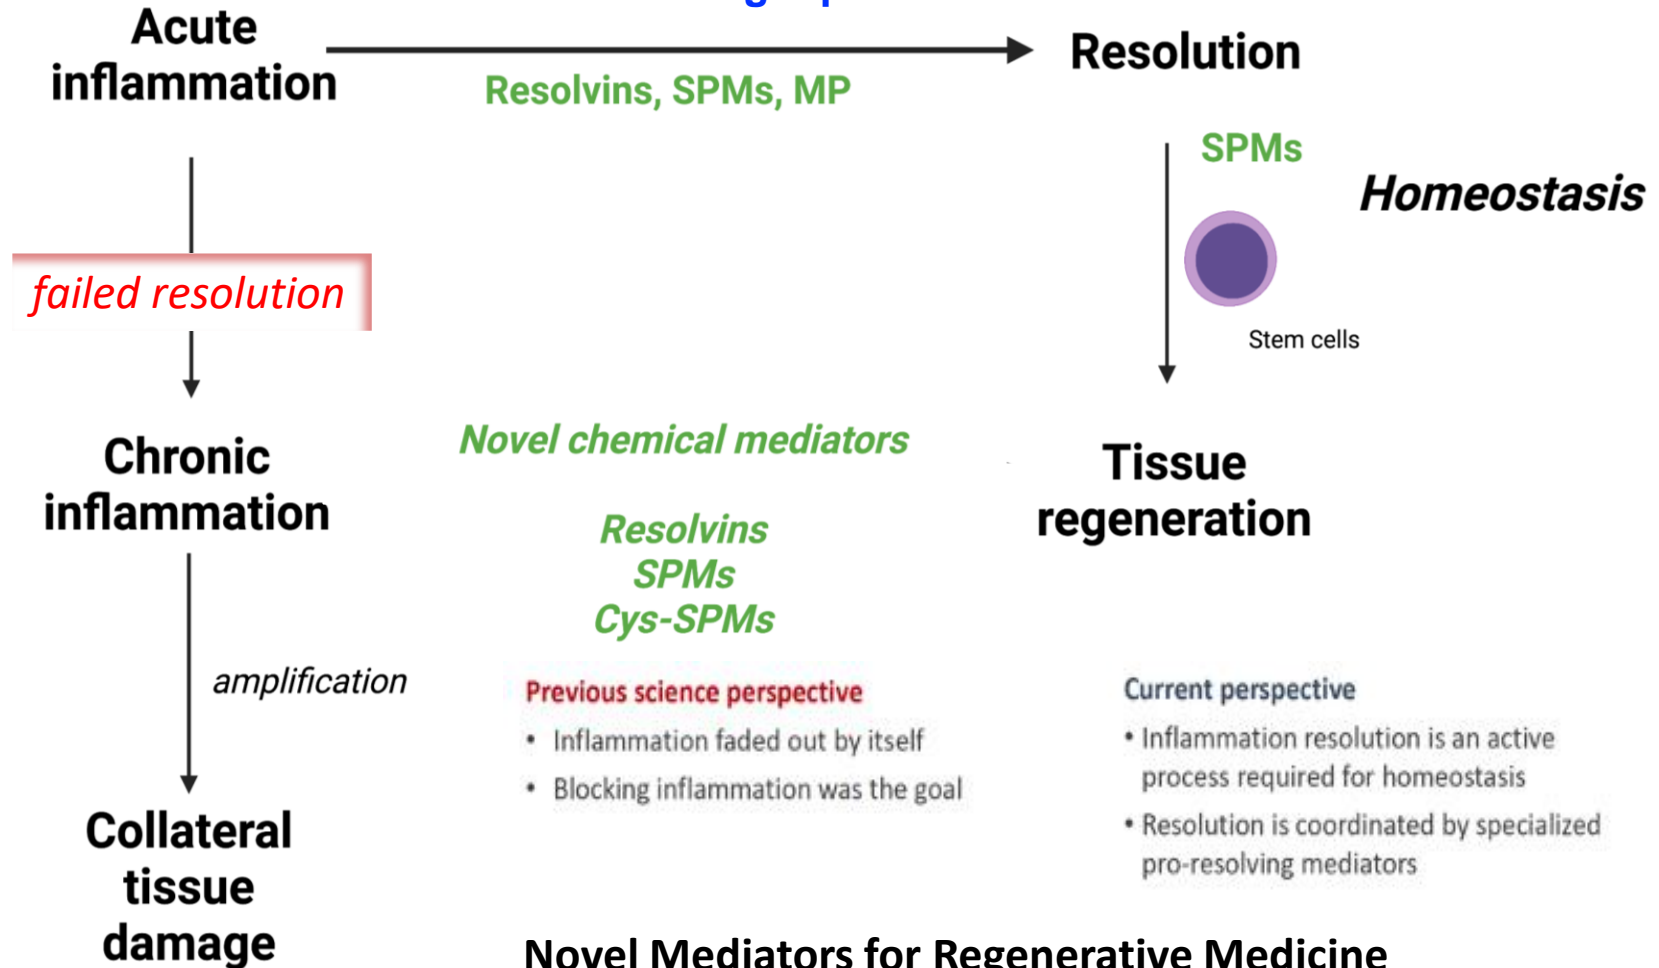 Acute
inflammation
Resolvins, SPMs, MP
Resolution
SPMs
Homeostasis
Stem cells
failed resolution
Chronic
inflammation
Novel chemical mediators
Resolvins
SPMs
Cys-SPMs
Tissue
regeneration
amplification
Previous science perspective
• Inflammation faded out by itself
• Blocking inflammation was the goal
Current perspective
• Inflammation resolution is an active
process required for homeostasis
• Resolution is coordinated by specialized
pro-resolving mediators
Collateral
tissue
damage
Novel Mediators for Regenerative Medicine